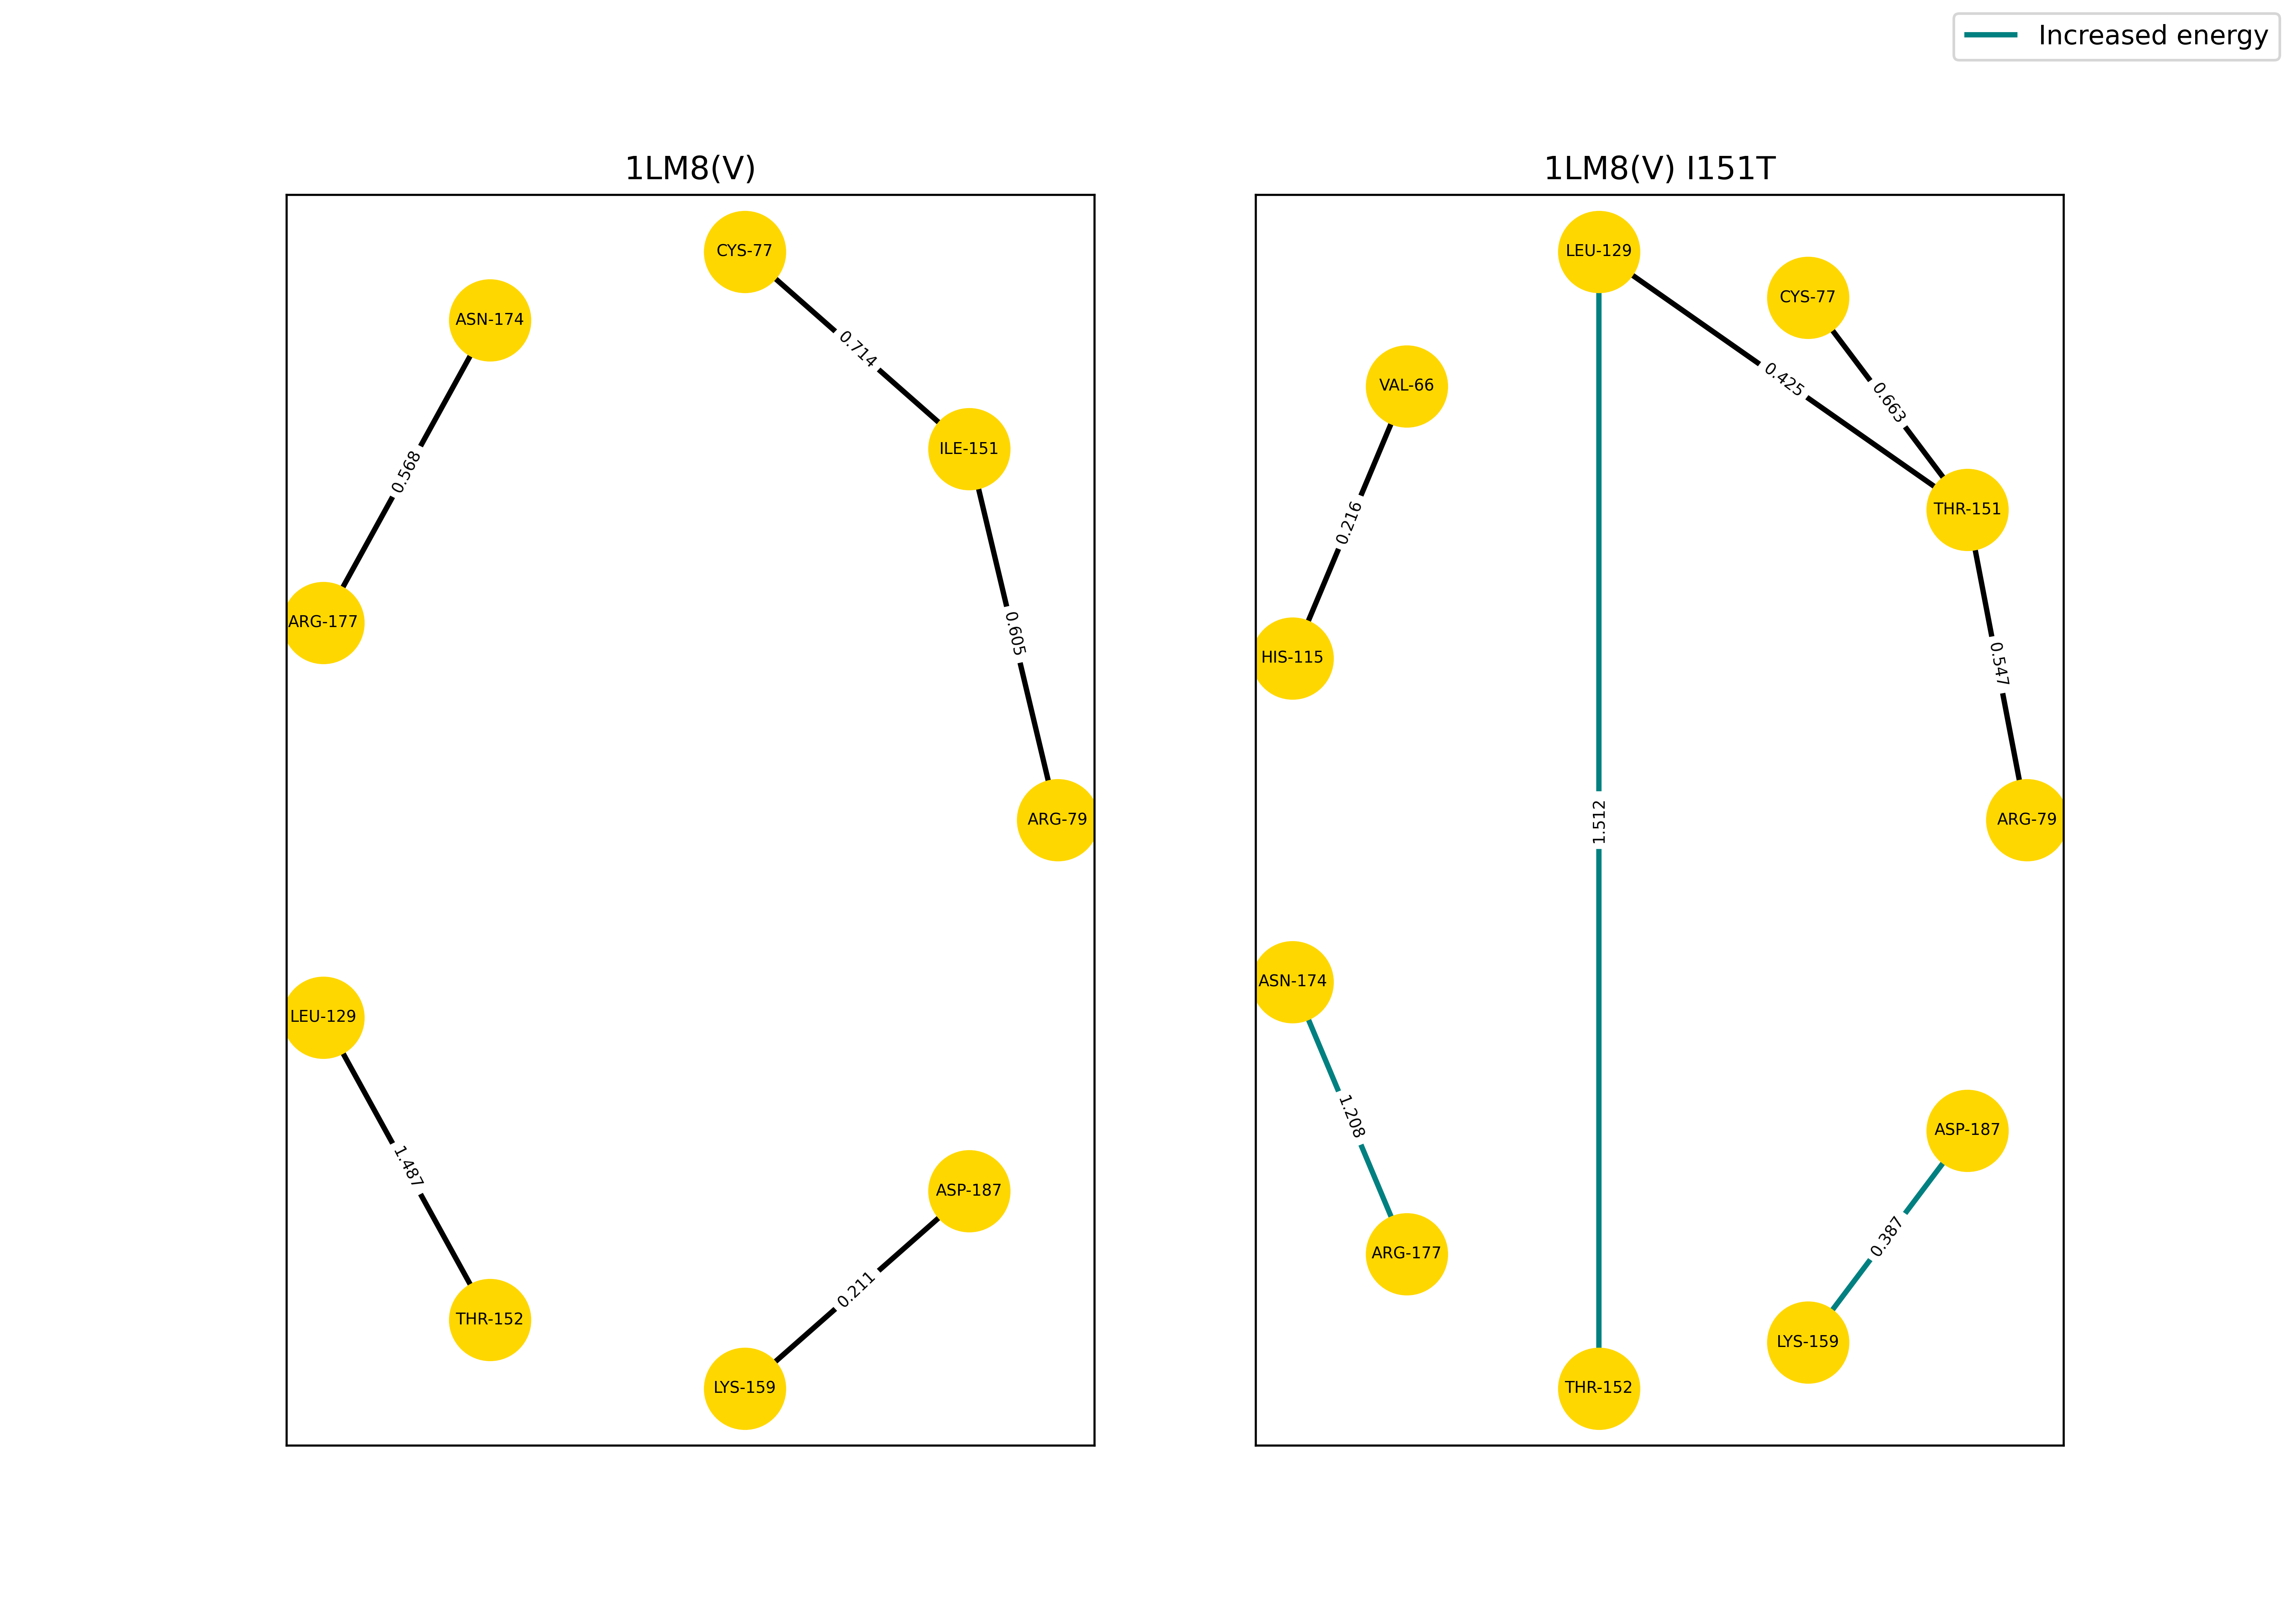 Increased energy
1LM8(V)
CYS-77
ASN-174
0.714
ILE-151
0.568
ARG-177
0.605
ARG-79
LEU-129
1.487
ASP-187
0.211
THR-152
LYS-159
1LM8(V) I151T
LEU-129
CYS-77
VAL-66
0.425
0.663
THR-151
0.216
HIS-115
0.547
1.512
ARG-79
ASN-174
1.208
ASP-187
0.387
ARG-177
LYS-159
THR-152